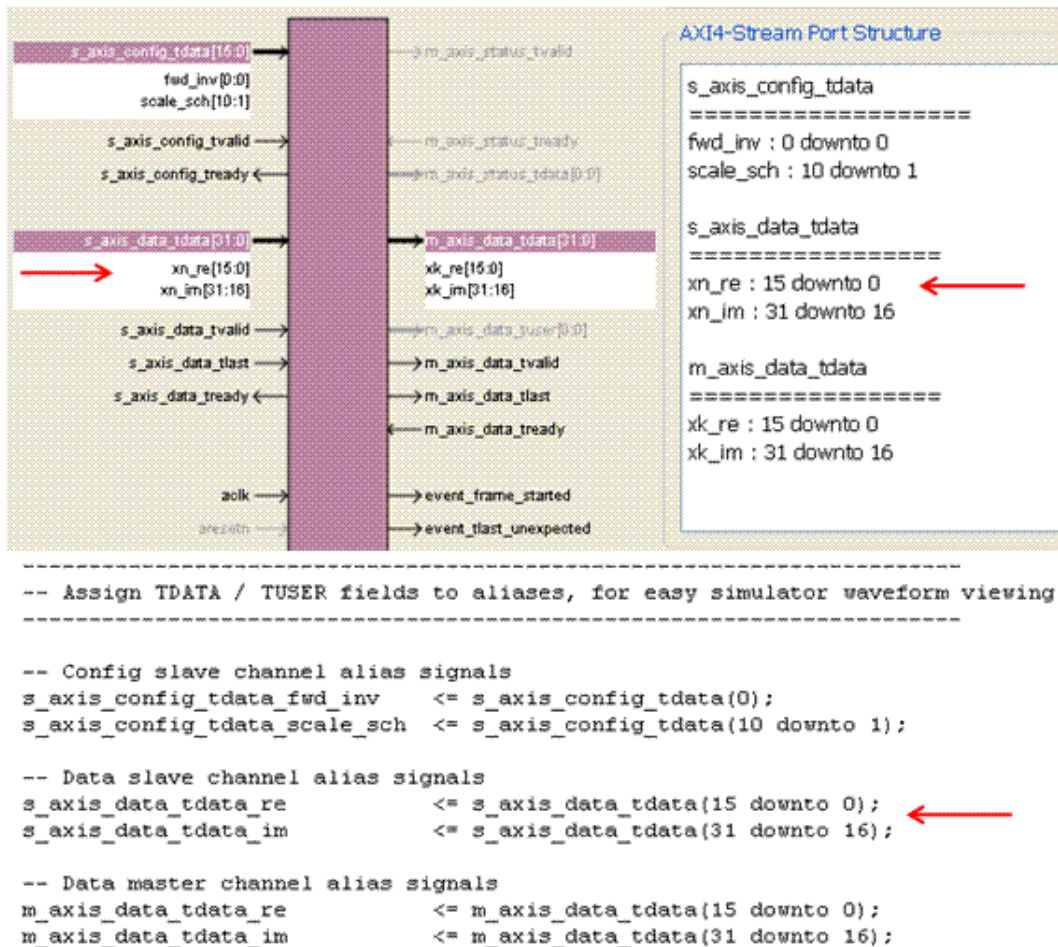 s_axis_config_tdata[15:0]
fwd_inv[0:0]
scale_sch[10:1]
s_axis_config_tvalid
s_axis_config_tready
s_axis_data_tdata[31:0]
xn_re[15:0]
xn_im[31:16]
s_axis_data_tvalid
s_axis_data_tlast
s_axis_data_tready
aclk
aresetn
m_axis_status_tvalid
m_axis_status_tready
m_axis_status_tdata[0:0]
m_axis_data_tdata[31:0]
xk_re[15:0]
xk_im[31:16]
m_axis_data_tuser[0:0]
m_axis_data_tvalid
m_axis_data_tlast
m_axis_data_tready
event_frame_started
event_tlast_unexpected
AXI4-Stream Port Structure
s_axis_config_tdata
===================
fwd_inv : 0 downto 0
scale_sch : 10 downto 1
s_axis_data_tdata
=================
xn_re : 15 downto 0
xn_im : 31 downto 16
m_axis_data_tdata
=================
xk_re : 15 downto 0
xk_im : 31 downto 16
-----------------------------------------------------------------------
-- Assign TDATA / TUSER fields to aliases, for easy simulator waveform viewing
-----------------------------------------------------------------------
-- Config slave channel alias signals
s_axis_config_tdata_fwd_inv <= s_axis_config_tdata(0);
s_axis_config_tdata_scale_sch <= s_axis_config_tdata(10 downto 1);
-- Data slave channel alias signals
s_axis_data_tdata_re <= s_axis_data_tdata(15 downto 0);
s_axis_data_tdata_im <= s_axis_data_tdata(31 downto 16);
-- Data master channel alias signals
m_axis_data_tdata_re <= m_axis_data_tdata(15 downto 0);
m_axis_data_tdata_im <= m_axis_data_tdata(31 downto 16);